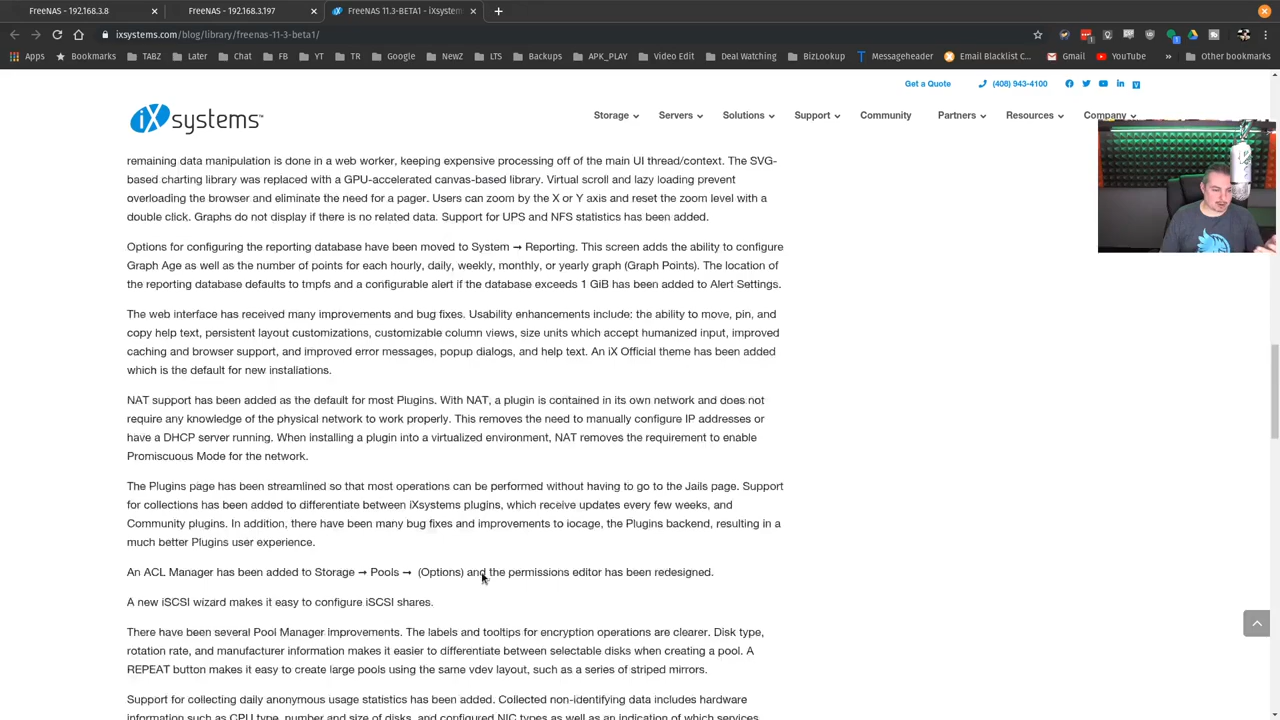 FreeNAS - 192.168.3.8
FreeNAS - 192.168.3.197
FreeNAS 11.3-BETA1 - iXsystem
ixsystems.com/blog/library/freenas-11-3-beta1/
Apps Bookmarks TABZ Later Chat FB YT TR Google NewZ LTS Backups APK_PLAY Video Edit Deal Watching BizLookup Messageheader Email Blacklist C... Gmail YouTube » Other bookmarks
Get a Quote (408) 943-4100
iXsystems™
Storage Servers Solutions Support Community Partners Resources Company
remaining data manipulation is done in a web worker, keeping expensive processing off of the main UI thread/context. The SVG-
based charting library was replaced with a GPU-accelerated canvas-based library. Virtual scroll and lazy loading prevent
overloading the browser and eliminate the need for a pager. Users can zoom by the X or Y axis and reset the zoom level with a
double click. Graphs do not display if there is no related data. Support for UPS and NFS statistics has been added.
Options for configuring the reporting database have been moved to System ➞ Reporting. This screen adds the ability to configure
Graph Age as well as the number of points for each hourly, daily, weekly, monthly, or yearly graph (Graph Points). The location of
the reporting database defaults to tmpfs and a configurable alert if the database exceeds 1 GiB has been added to Alert Settings.
The web interface has received many improvements and bug fixes. Usability enhancements include: the ability to move, pin, and
copy help text, persistent layout customizations, customizable column views, size units which accept humanized input, improved
caching and browser support, and improved error messages, popup dialogs, and help text. An iX Official theme has been added
which is the default for new installations.
NAT support has been added as the default for most Plugins. With NAT, a plugin is contained in its own network and does not
require any knowledge of the physical network to work properly. This removes the need to manually configure IP addresses or
have a DHCP server running. When installing a plugin into a virtualized environment, NAT removes the requirement to enable
Promiscuous Mode for the network.
The Plugins page has been streamlined so that most operations can be performed without having to go to the Jails page. Support
for collections has been added to differentiate between iXsystems plugins, which receive updates every few weeks, and
Community plugins. In addition, there have been many bug fixes and improvements to iocage, the Plugins backend, resulting in a
much better Plugins user experience.
An ACL Manager has been added to Storage ➞ Pools ➞ (Options) and the permissions editor has been redesigned.
A new iSCSI wizard makes it easy to configure iSCSI shares.
There have been several Pool Manager Improvements. The labels and tooltips for encryption operations are clearer. Disk type,
rotation rate, and manufacturer information makes it easier to differentiate between selectable disks when creating a pool. A
REPEAT button makes it easy to create large pools using the same vdev layout, such as a series of striped mirrors.
Support for collecting daily anonymous usage statistics has been added. Collected non-identifying data includes hardware
information such as CPU type, number and size of disks, and configured NIC types as well as an indication of which services